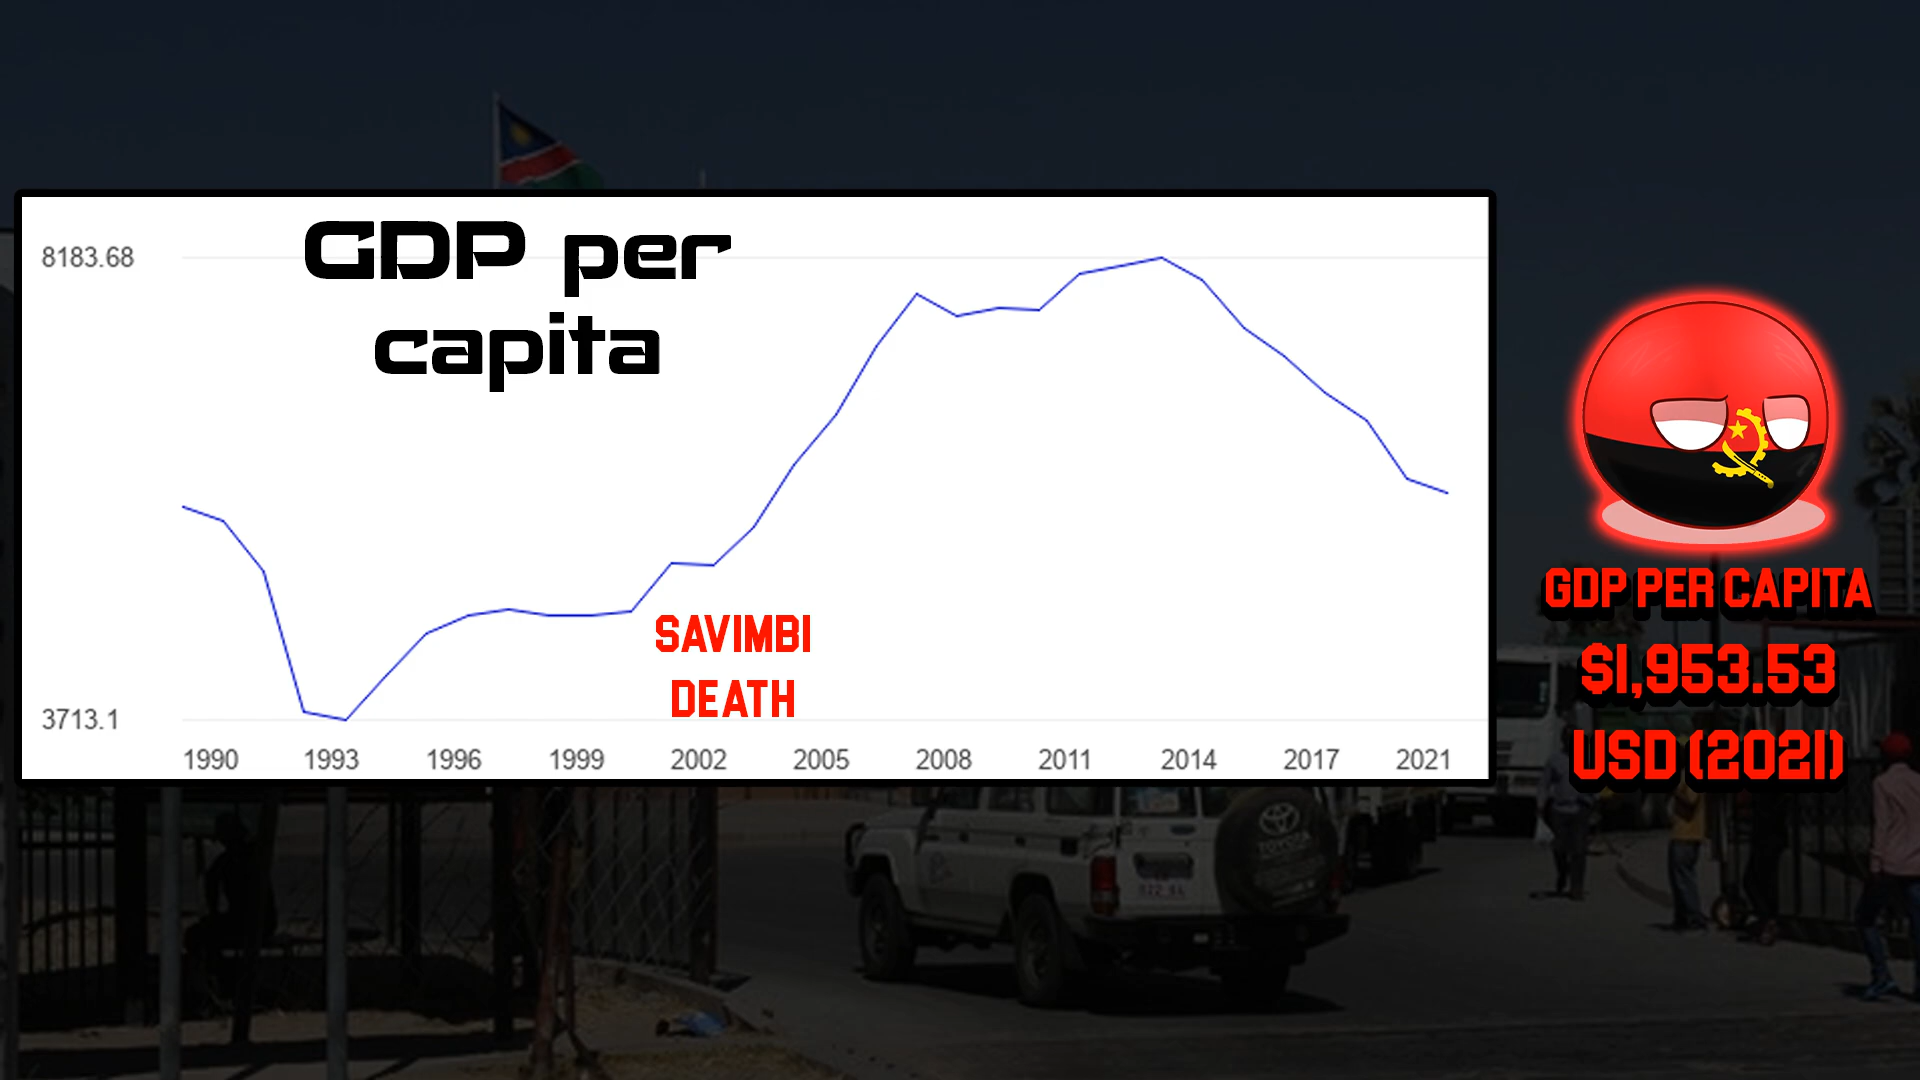 GDP per
capita
8183.68
3713.1
SAVIMBI
DEATH
1990 1993 1996 1999 2002 2005 2008 2011 2014 2017 2021
GDP PER CAPITA
$1,953.53
USD (2021)
TOYOTA